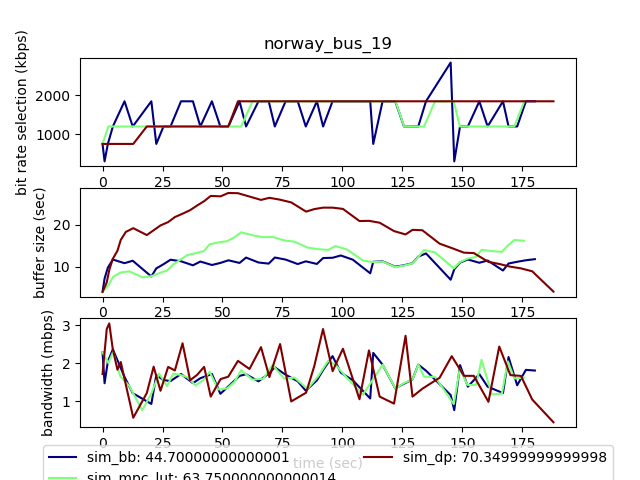 norway_bus_19
bit rate selection (kbps)
2000
1000
0 25 50 75 100 125 150 175
buffer size (sec)
20
10
0 25 50 75 100 125 150 175
bandwidth (mbps)
3
2
1
0 25 50 75 100 125 150 175
time (sec)
sim_bb: 44.70000000000001
sim_dp: 70.34999999999998
sim_mpc_lut: 63.750000000000014